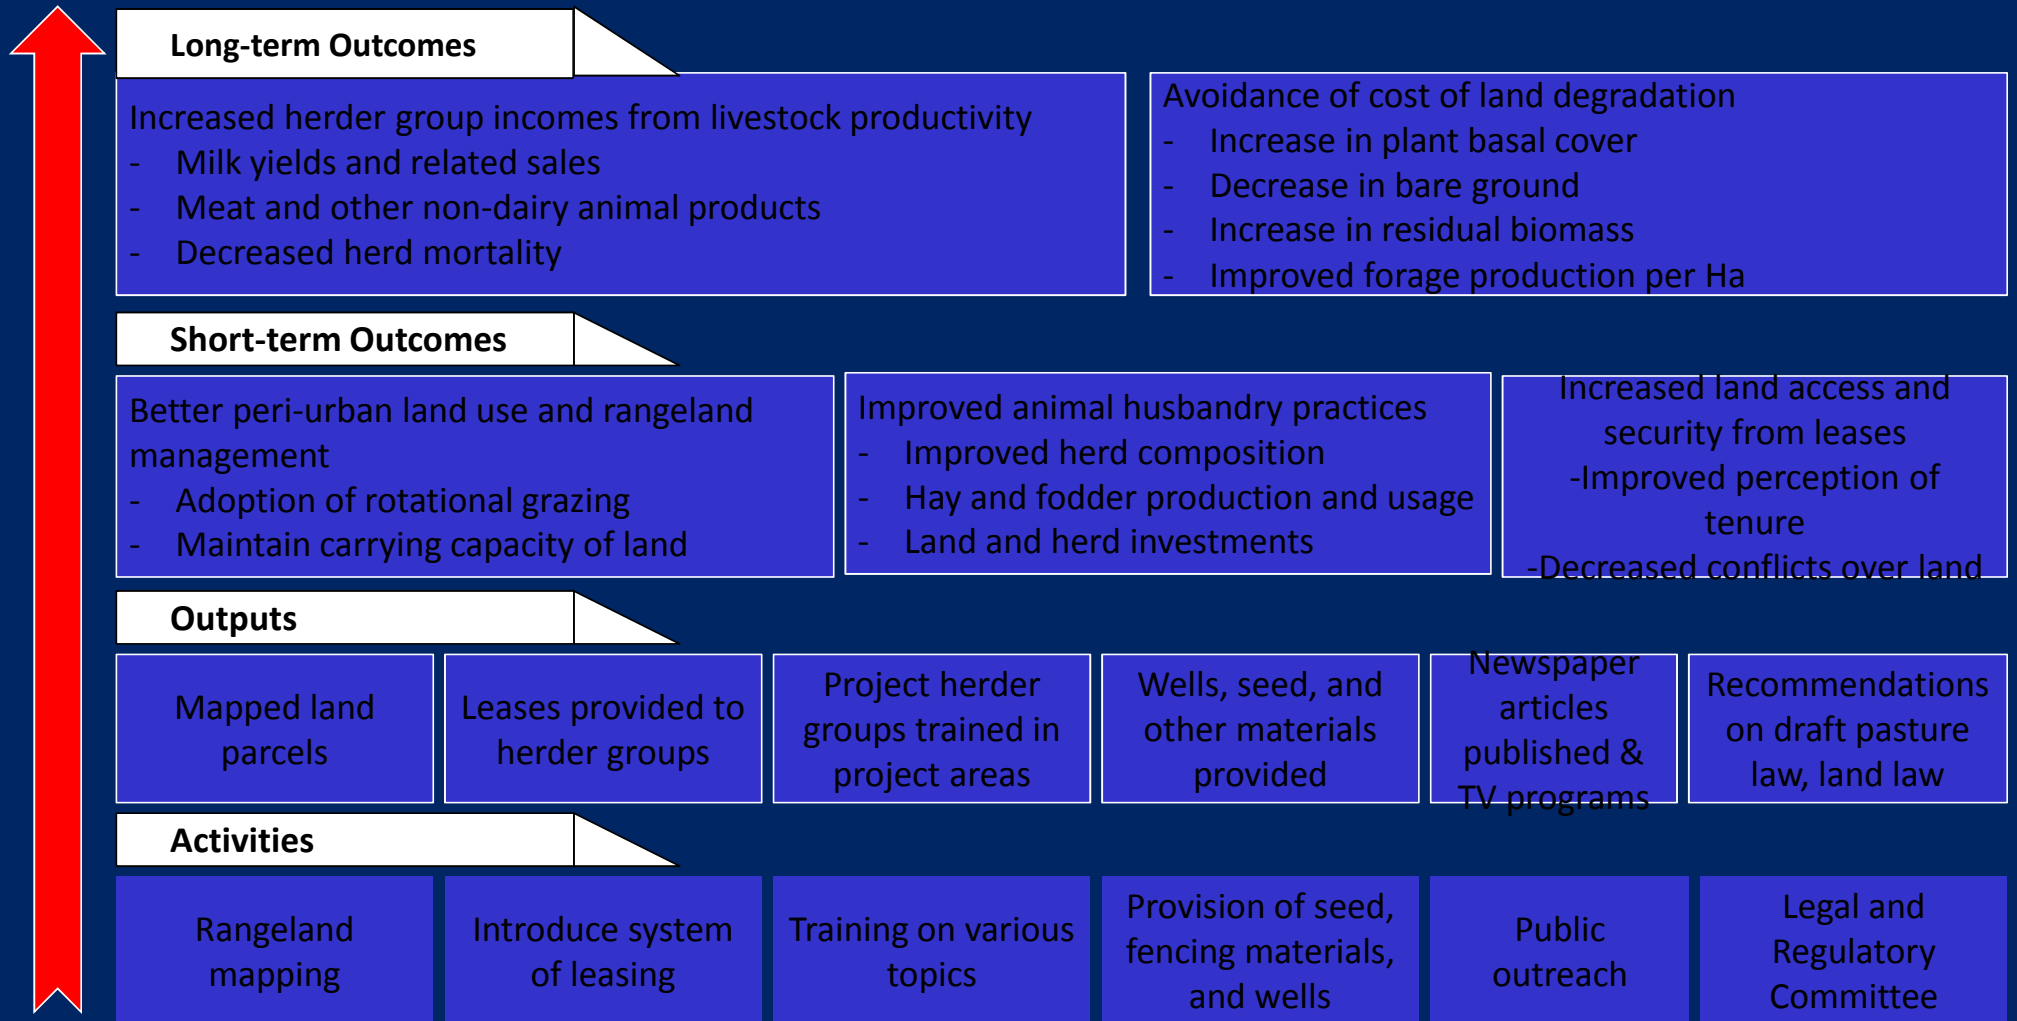 Long-term Outcomes
Increased herder group incomes from livestock productivity
- Milk yields and related sales
- Meat and other non-dairy animal products
- Decreased herd mortality
Avoidance of cost of land degradation
- Increase in plant basal cover
- Decrease in bare ground
- Increase in residual biomass
- Improved forage production per Ha
Short-term Outcomes
Better peri-urban land use and rangeland
management
- Adoption of rotational grazing
- Maintain carrying capacity of land
Improved animal husbandry practices
- Improved herd composition
- Hay and fodder production and usage
- Land and herd investments
Increased land access and
security from leases
-Improved perception of
tenure
-Decreased conflicts over land
Outputs
Mapped land
parcels
Leases provided to
herder groups
Project herder
groups trained in
project areas
Wells, seed, and
other materials
provided
Newspaper
articles
published &
TV programs
Recommendations
on draft pasture
law, land law
Activities
Rangeland
mapping
Introduce system
of leasing
Training on various
topics
Provision of seed,
fencing materials,
and wells
Public
outreach
Legal and
Regulatory
Committee